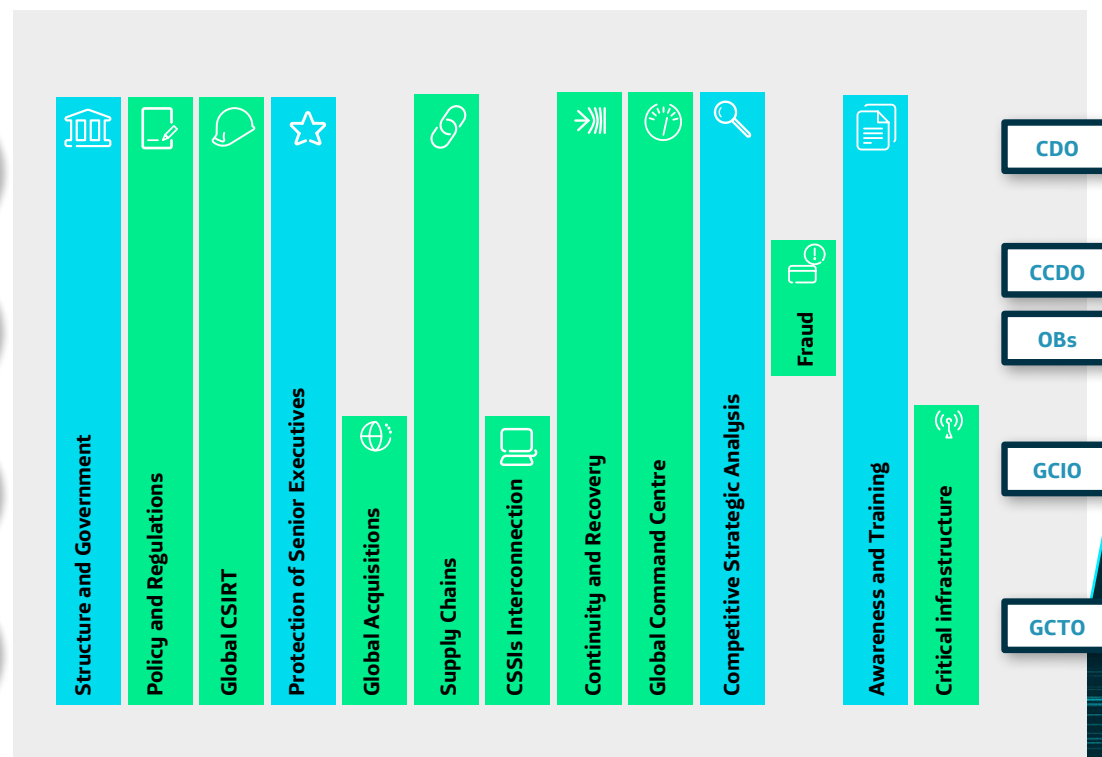 Structure and Government
Policy and Regulations
Global CSIRT
Protection of Senior Executives
Global Acquisitions
Supply Chains
CSSIs Interconnection
Continuity and Recovery
Global Command Centre
Competitive Strategic Analysis
Fraud
Awareness and Training
Critical infrastructure
CDO
CCDO
OBs
GCIO
GCTO